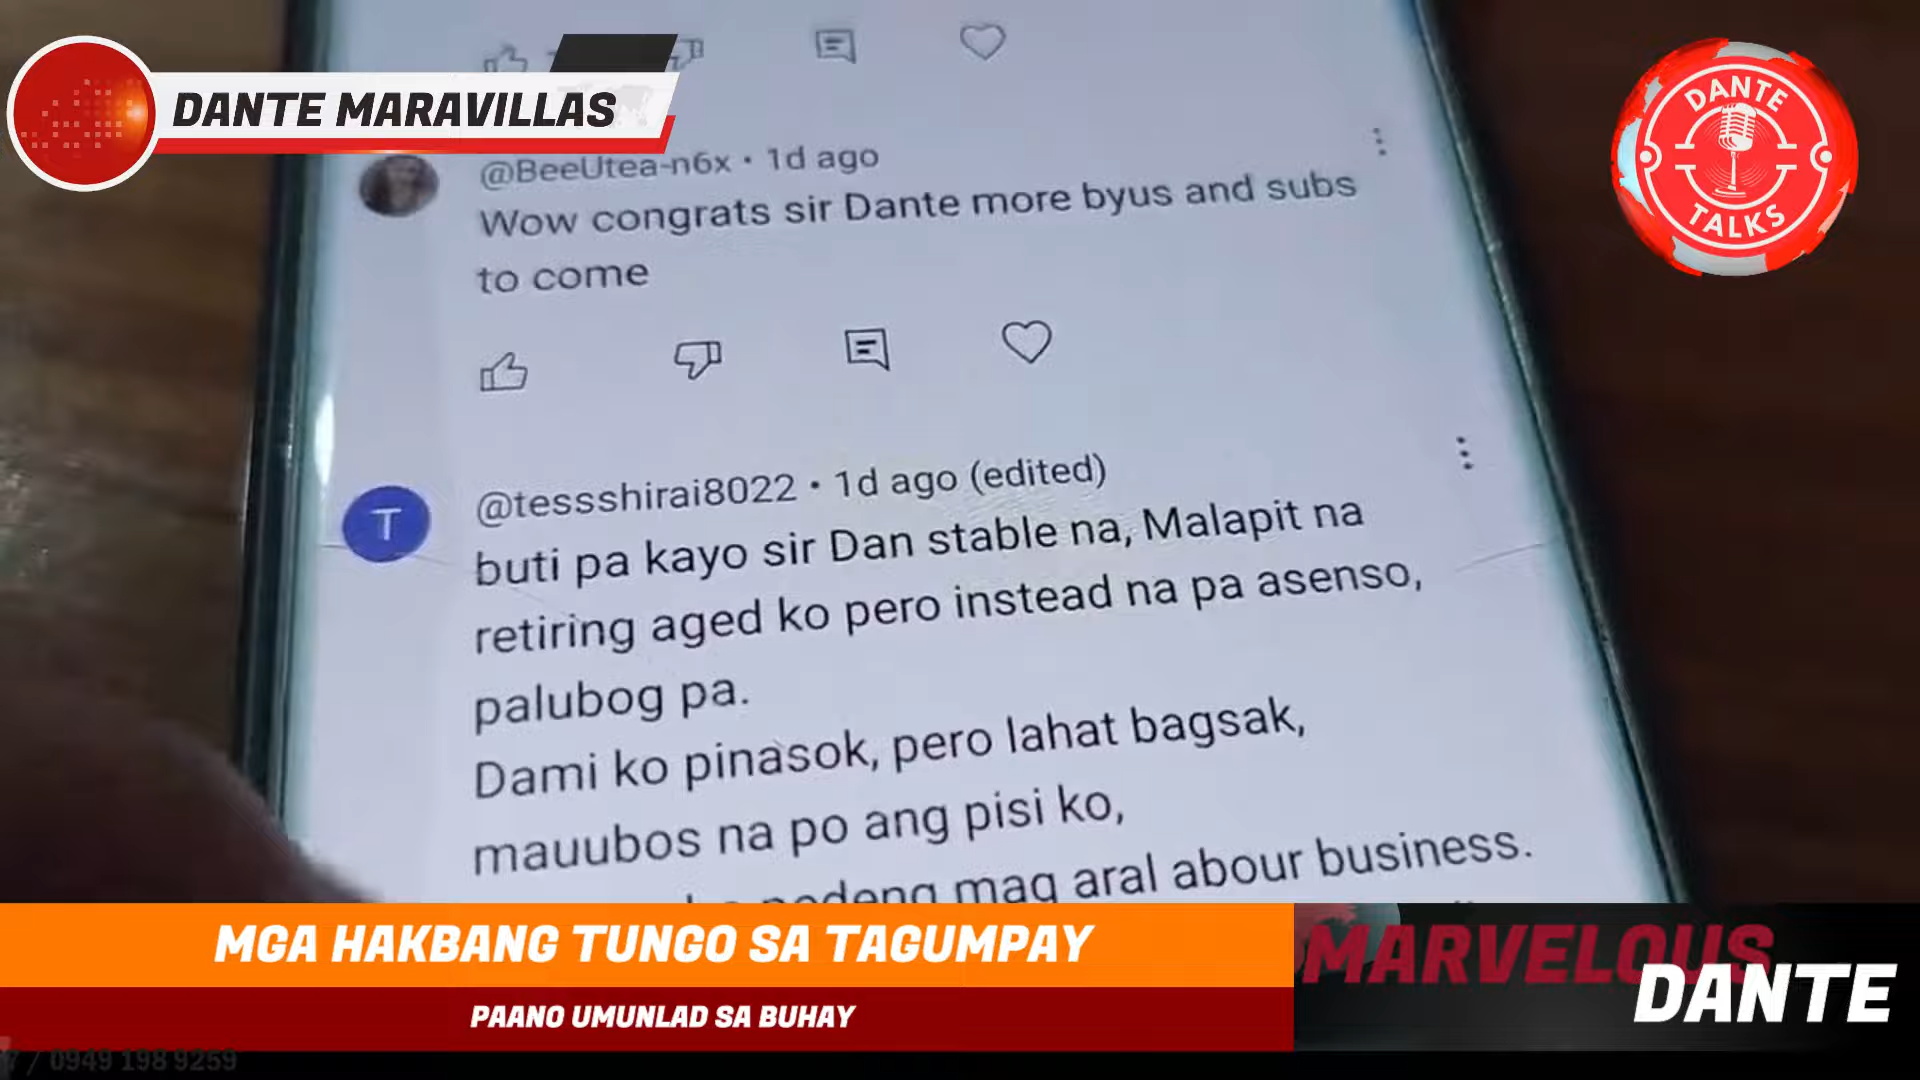 DANTE MARAVILLAS
DANTE
TALKS
@BeeUtea-n6x • 1d ago
Wow congrats sir Dante more byus and subs
to come
T
@tessshirai8022 • 1d ago (edited)
buti pa kayo sir Dan stable na, Malapit na
retiring aged ko pero instead na pa asenso,
palubog pa.
Dami ko pinasok, pero lahat bagsak,
mauubos na po ang pisi ko,
mag aral abour business.
MGA HAKBANG TUNGO SA TAGUMPAY
PAANO UMUNLAD SA BUHAY
MARVELOUS
DANTE
/ 0949 198 9259